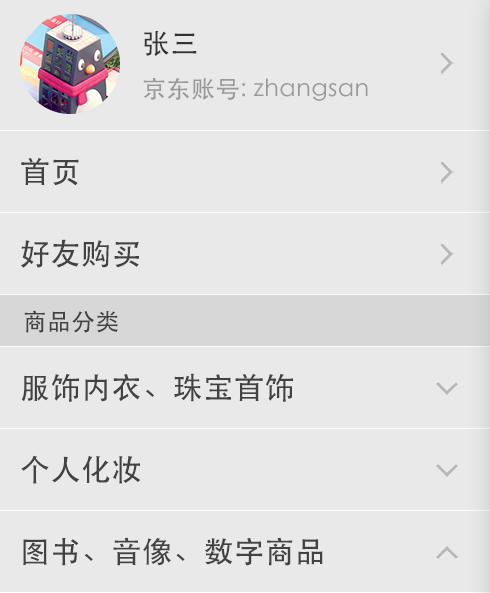 张三
京东账号: zhangsan
首页
好友购买
商品分类
服饰内衣、珠宝首饰
个人化妆
图书、音像、数字商品